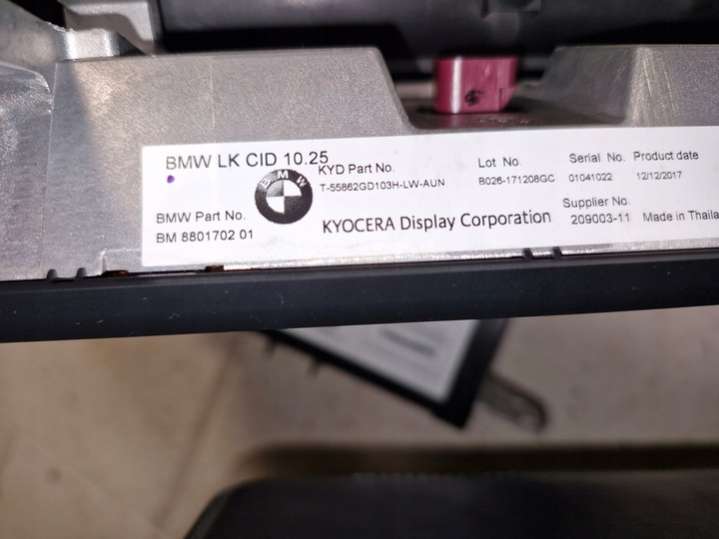 BMW LK CID 10.25
BMW
KYD Part No.
T-55862GD103H-LW-AUN
Lot No.
B026-171208GC
Serial No.
01041022
Product date
12/12/2017
BMW Part No.
BM 8801702 01
KYOCERA Display Corporation
Supplier No.
209003-11
Made in Thaila